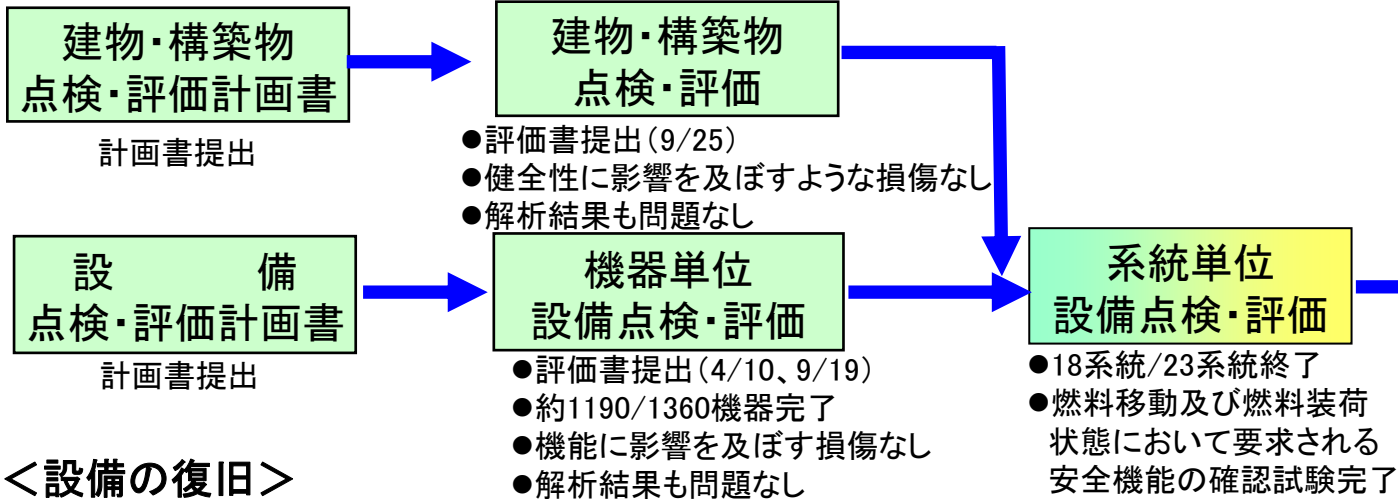 建物・構築物
点検・評価計画書
計画書提出
建物・構築物
点検・評価
●評価書提出(9/25)
●健全性に影響を及ぼすような損傷なし
●解析結果も問題なし
設　　　備
点検・評価計画書
計画書提出
機器単位
設備点検・評価
●評価書提出(4/10、9/19)
●約1190/1360機器完了
●機能に影響を及ぼす損傷なし
●解析結果も問題なし
系統単位
設備点検・評価
●18系統/23系統終了
●燃料移動及び燃料装荷
状態において要求される
安全機能の確認試験完了
＜設備の復旧＞